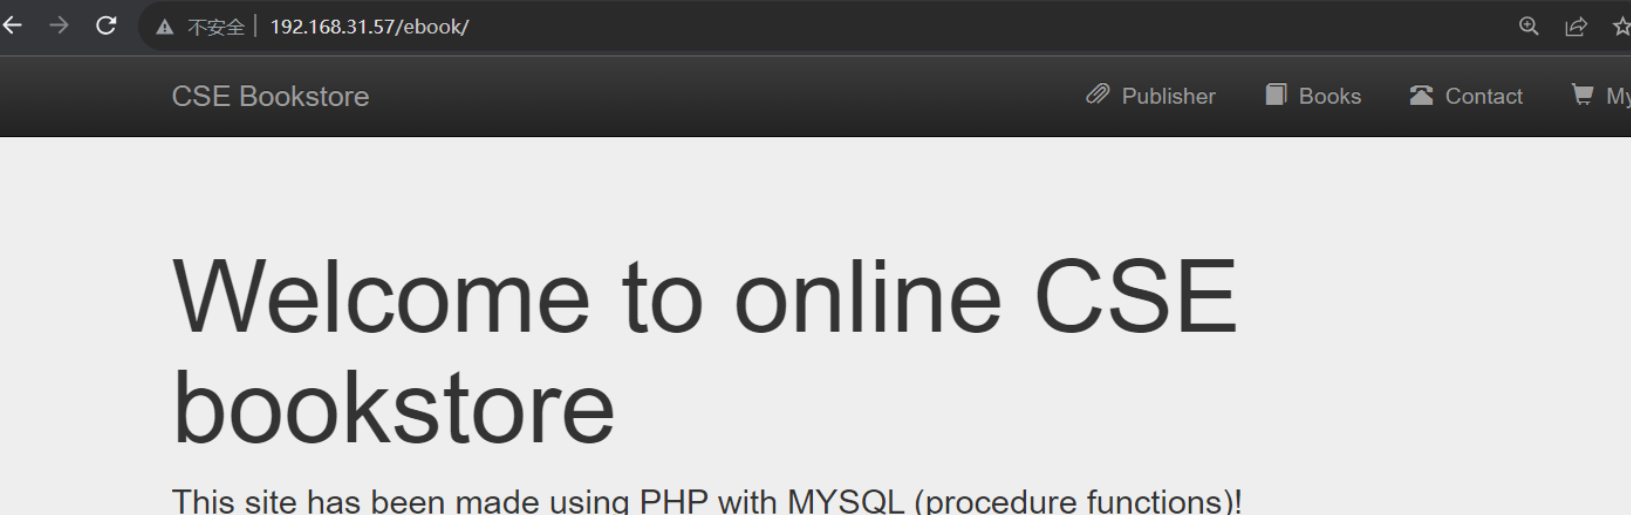 不安全 192.168.31.57/ebook/
CSE Bookstore Publisher Books Contact My
Welcome to online CSE
bookstore
This site has been made using PHP with MYSQL (procedure functions)!